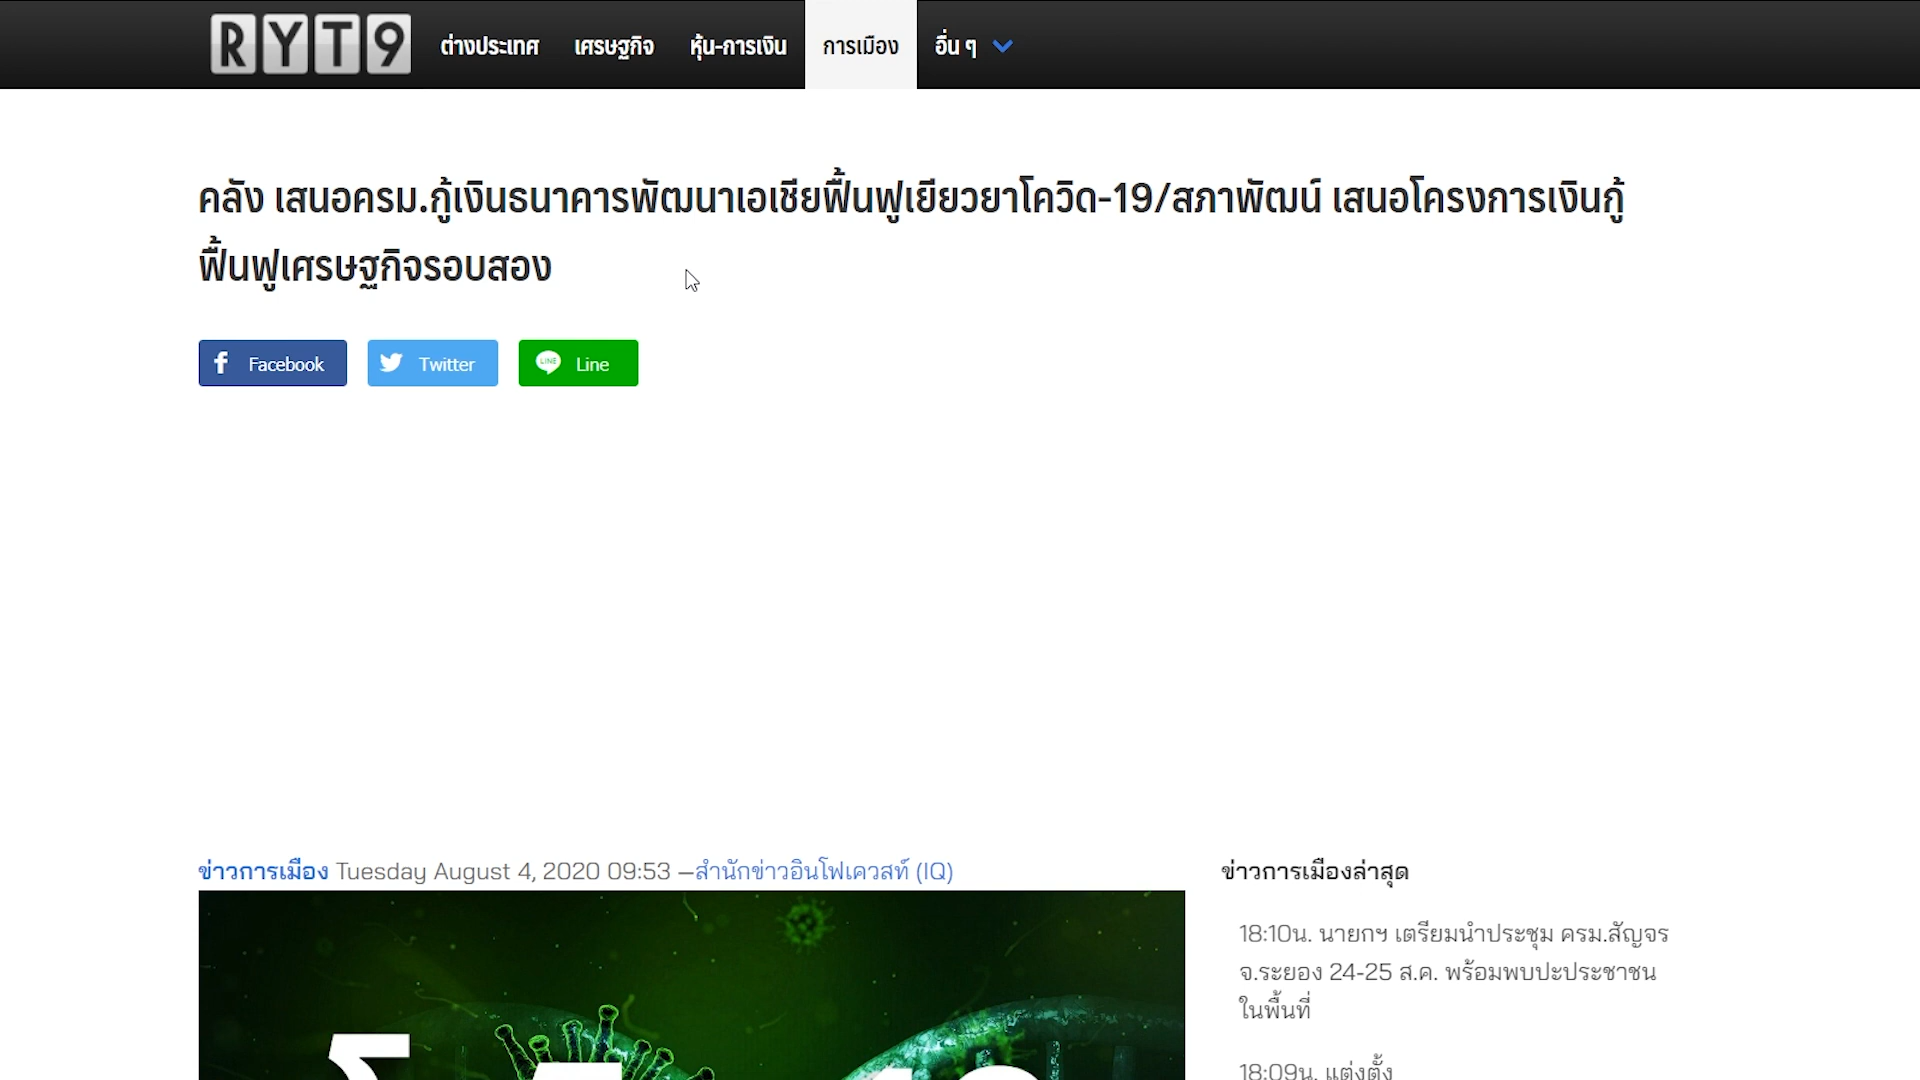 RYT9 ต่างประเทศ เศรษฐกิจ หุ้น-การเงิน การเมือง อื่น ๆ
คลัง เสนอครม.กู้เงินธนาคารพัฒนาเอเชียฟื้นฟูเยียวยาโควิด-19/สภาพัฒน์ เสนอโครงการเงินกู้
ฟื้นฟูเศรษฐกิจรอบสอง
Facebook Twitter LINE Line
ข่าวการเมือง Tuesday August 4, 2020 09:53 —สำนักข่าวอินโฟเควสท์ (IQ)
ข่าวการเมืองล่าสุด
18:10น. นายกฯ เตรียมนำประชุม ครม.สัญจร
จ.ระยอง 24-25 ส.ค. พร้อมพบปะประชาชน
ในพื้นที่
18:09น. แต่งตั้ง